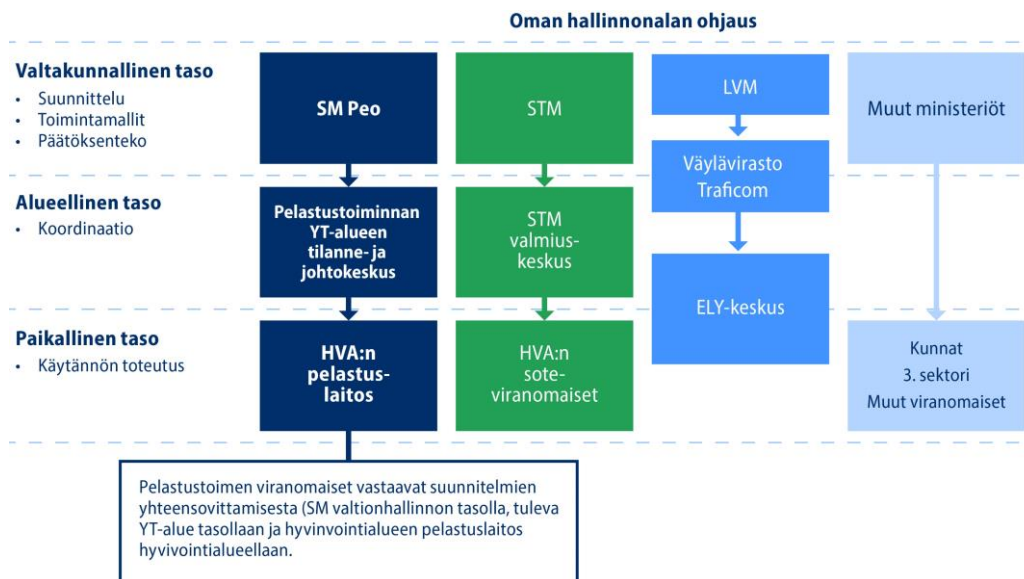 Oman hallinnonalan ohjaus
Valtakunnallinen taso
• Suunnittelu
• Toimintamallit
• Päätöksenteko
SM Peo
STM
LVM
Väylävirasto
Traficom
Muut ministeriöt
Alueellinen taso
• Koordinaatio
Pelastustoiminnan
YT-alueen
tilanne- ja
johtokeskus
STM
valmius-
keskus
ELY-keskus
Paikallinen taso
• Käytännön toteutus
HVA:n
pelastus-
laitos
HVA:n
sote-
viranomaiset
Kunnat
3. sektori
Muut viranomaiset
Pelastustoimen viranomaiset vastaavat suunnitelmien
yhteensovittamisesta (SM valtionhallinnon tasolla, tuleva
YT-alue tasollaan ja hyvinvointialueen pelastuslaitos
hyvivointialueellaan.